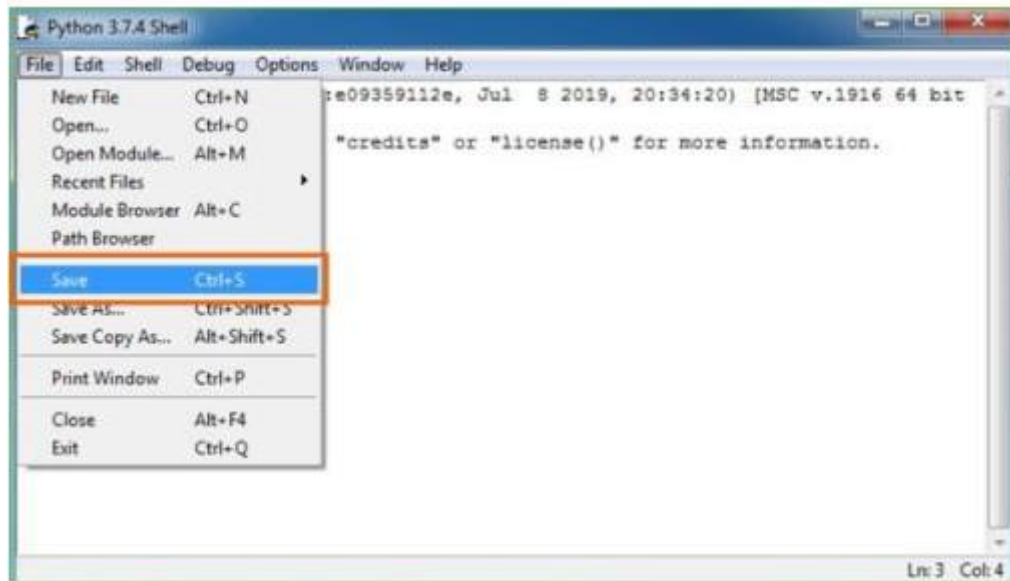 Python 3.7.4 Shell
File Edit Shell Debug Options Window Help
:e09359112e, Jul 8 2019, 20:34:20) [MSC v.1916 64 bit
"credits" or "license()" for more information.
New File Ctrl+N
Open... Ctrl+O
Open Module... Alt+M
Recent Files
Module Browser Alt+C
Path Browser
Save Ctrl+S
Save As... Ctrl+Shift+S
Save Copy As... Alt+Shift+S
Print Window Ctrl+P
Close Alt+F4
Exit Ctrl+Q
Ln: 3 Col: 4